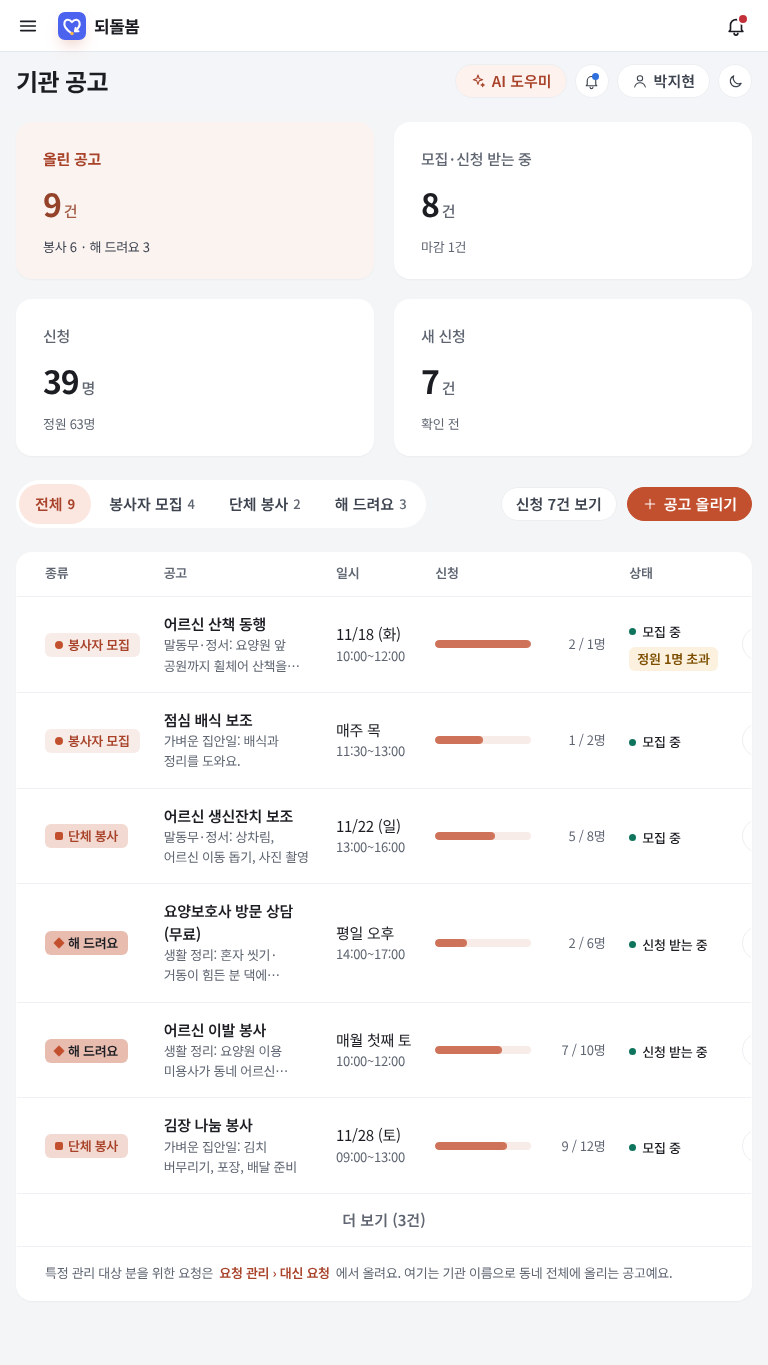 되돌봄
기관 공고
AI 도우미
박지현
올린 공고
9건
봉사 6 · 해 드려요 3
모집·신청 받는 중
8건
마감 1건
신청
39명
정원 63명
새 신청
7건
확인 전
전체 9
봉사자 모집 4
단체 봉사 2
해 드려요 3
신청 7건 보기
+ 공고 올리기
종류 공고 일시 신청 상태
봉사자 모집
어르신 산책 동행
말동무·정서: 요양원 앞
공원까지 휠체어 산책을…
11/18 (화)
10:00~12:00
2 / 1명
모집 중
정원 1명 초과
봉사자 모집
점심 배식 보조
가벼운 집안일: 배식과
정리를 도와요.
매주 목
11:30~13:00
1 / 2명
모집 중
단체 봉사
어르신 생신잔치 보조
말동무·정서: 상차림,
어르신 이동 돕기, 사진 촬영
11/22 (일)
13:00~16:00
5 / 8명
모집 중
해 드려요
요양보호사 방문 상담
(무료)
생활 정리: 혼자 씻기·
거동이 힘든 분 댁에…
평일 오후
14:00~17:00
2 / 6명
신청 받는 중
해 드려요
어르신 이발 봉사
생활 정리: 요양원 이용
미용사가 동네 어르신…
매월 첫째 토
10:00~12:00
7 / 10명
신청 받는 중
단체 봉사
김장 나눔 봉사
가벼운 집안일: 김치
버무리기, 포장, 배달 준비
11/28 (토)
09:00~13:00
9 / 12명
모집 중
더 보기 (3건)
특정 관리 대상 분을 위한 요청은 요청 관리 › 대신 요청 에서 올려요. 여기는 기관 이름으로 동네 전체에 올리는 공고예요.